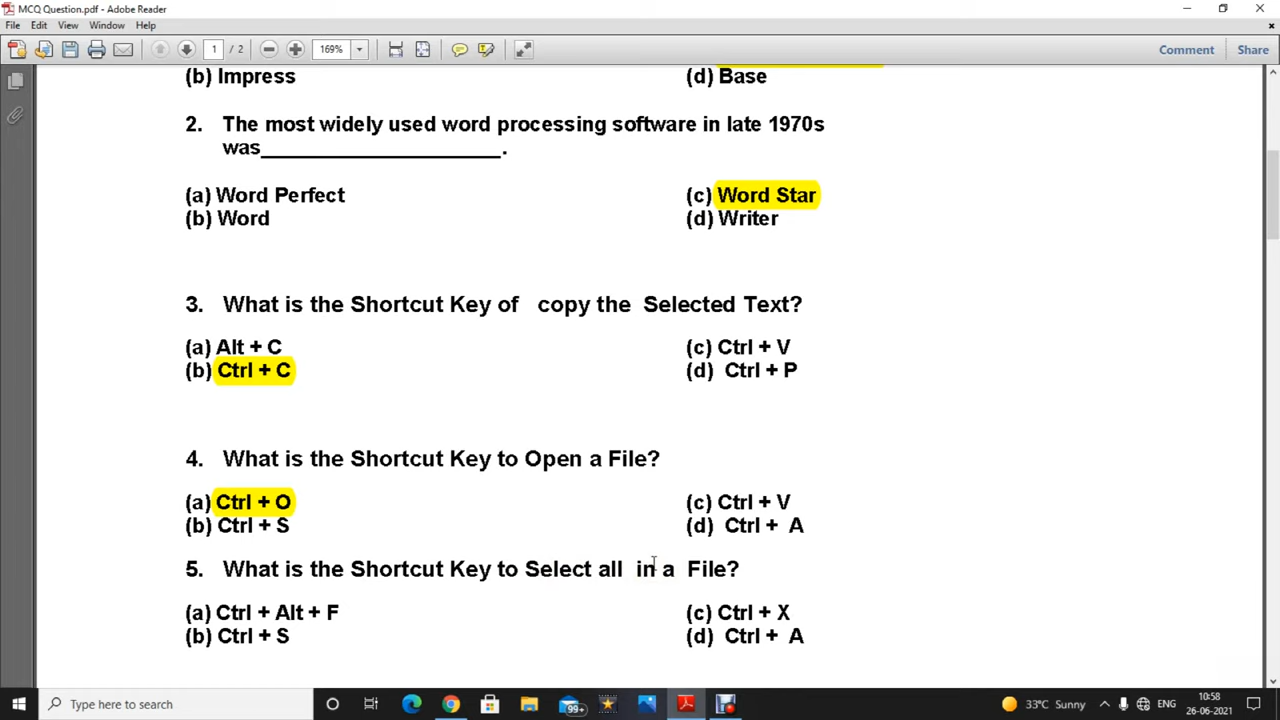 MCQ Question.pdf - Adobe Reader
File Edit View Window Help
1 / 2 169% Comment Share
(b) Impress (d) Base
2. The most widely used word processing software in late 1970s
was_____________________.
(a) Word Perfect (c) Word Star
(b) Word (d) Writer
3. What is the Shortcut Key of copy the Selected Text?
(a) Alt + C (c) Ctrl + V
(b) Ctrl + C (d) Ctrl + P
4. What is the Shortcut Key to Open a File?
(a) Ctrl + O (c) Ctrl + V
(b) Ctrl + S (d) Ctrl + A
5. What is the Shortcut Key to Select all in a File?
(a) Ctrl + Alt + F (c) Ctrl + X
(b) Ctrl + S (d) Ctrl + A
Type here to search 99+ 33°C Sunny ENG 10:58
26-06-2021